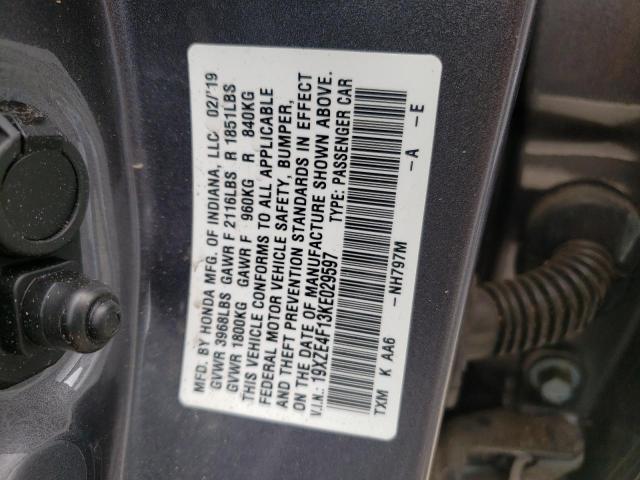 MFD. BY HONDA MFG. OF INDIANA, LLC 02/'19
GVWR 3968LBS GAWR F 2116LBS R 1851LBS
GVWR 1800KG GAWR F 960KG R 840KG
THIS VEHICLE CONFORMS TO ALL APPLICABLE
FEDERAL MOTOR VEHICLE SAFETY, BUMPER,
AND THEFT PREVENTION STANDARDS IN EFFECT
ON THE DATE OF MANUFACTURE SHOWN ABOVE.
V.I.N.: 19XZE4F13KE029597 TYPE: PASSENGER CAR
TXM K AA6 -NH797M -A -E